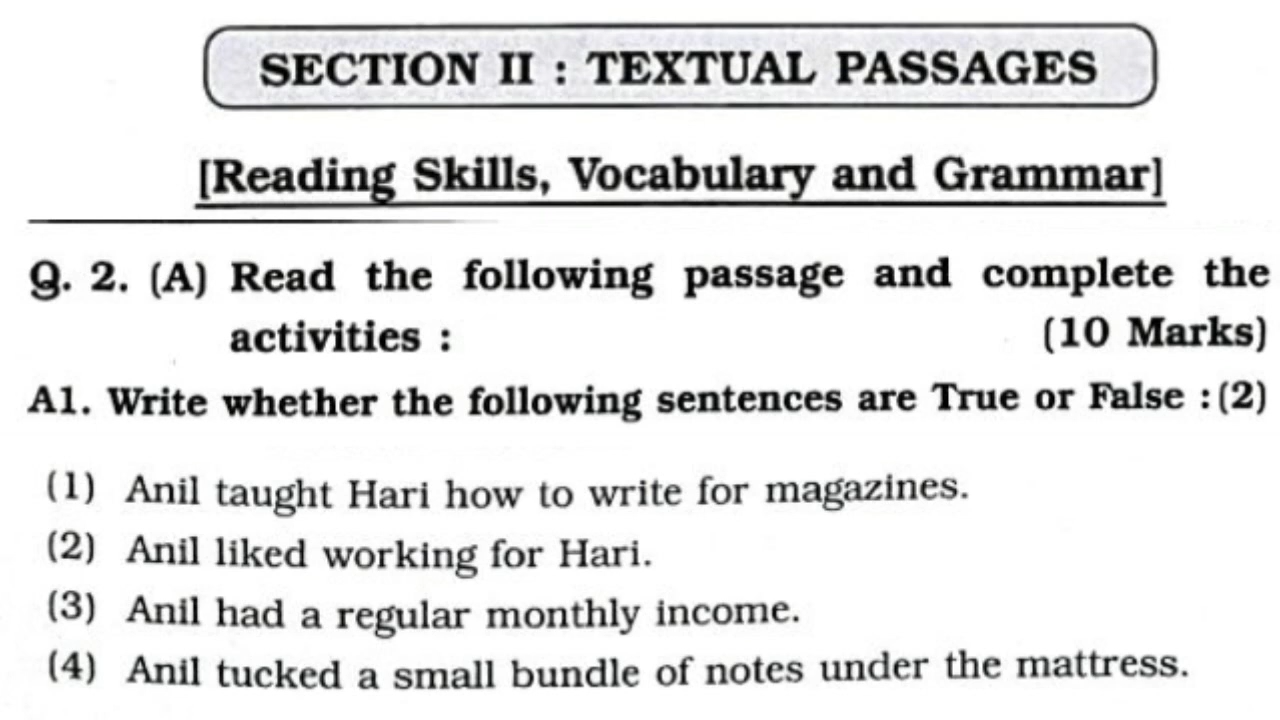 SECTION II : TEXTUAL PASSAGES
[Reading Skills, Vocabulary and Grammar]
Q. 2. (A) Read the following passage and complete the
activities : (10 Marks)
A1. Write whether the following sentences are True or False : (2)
(1) Anil taught Hari how to write for magazines.
(2) Anil liked working for Hari.
(3) Anil had a regular monthly income.
(4) Anil tucked a small bundle of notes under the mattress.